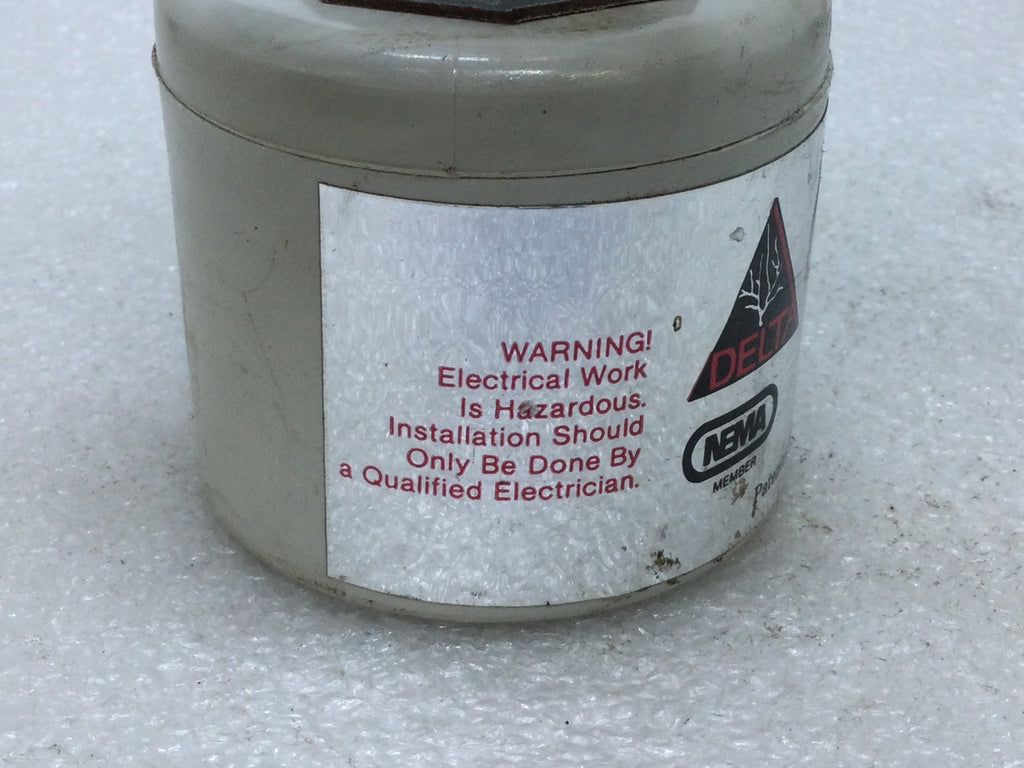 WARNING!
Electrical Work
Is Hazardous.
Installation Should
Only Be Done By
a Qualified Electrician.
DELTA
NEMA
MEMBER